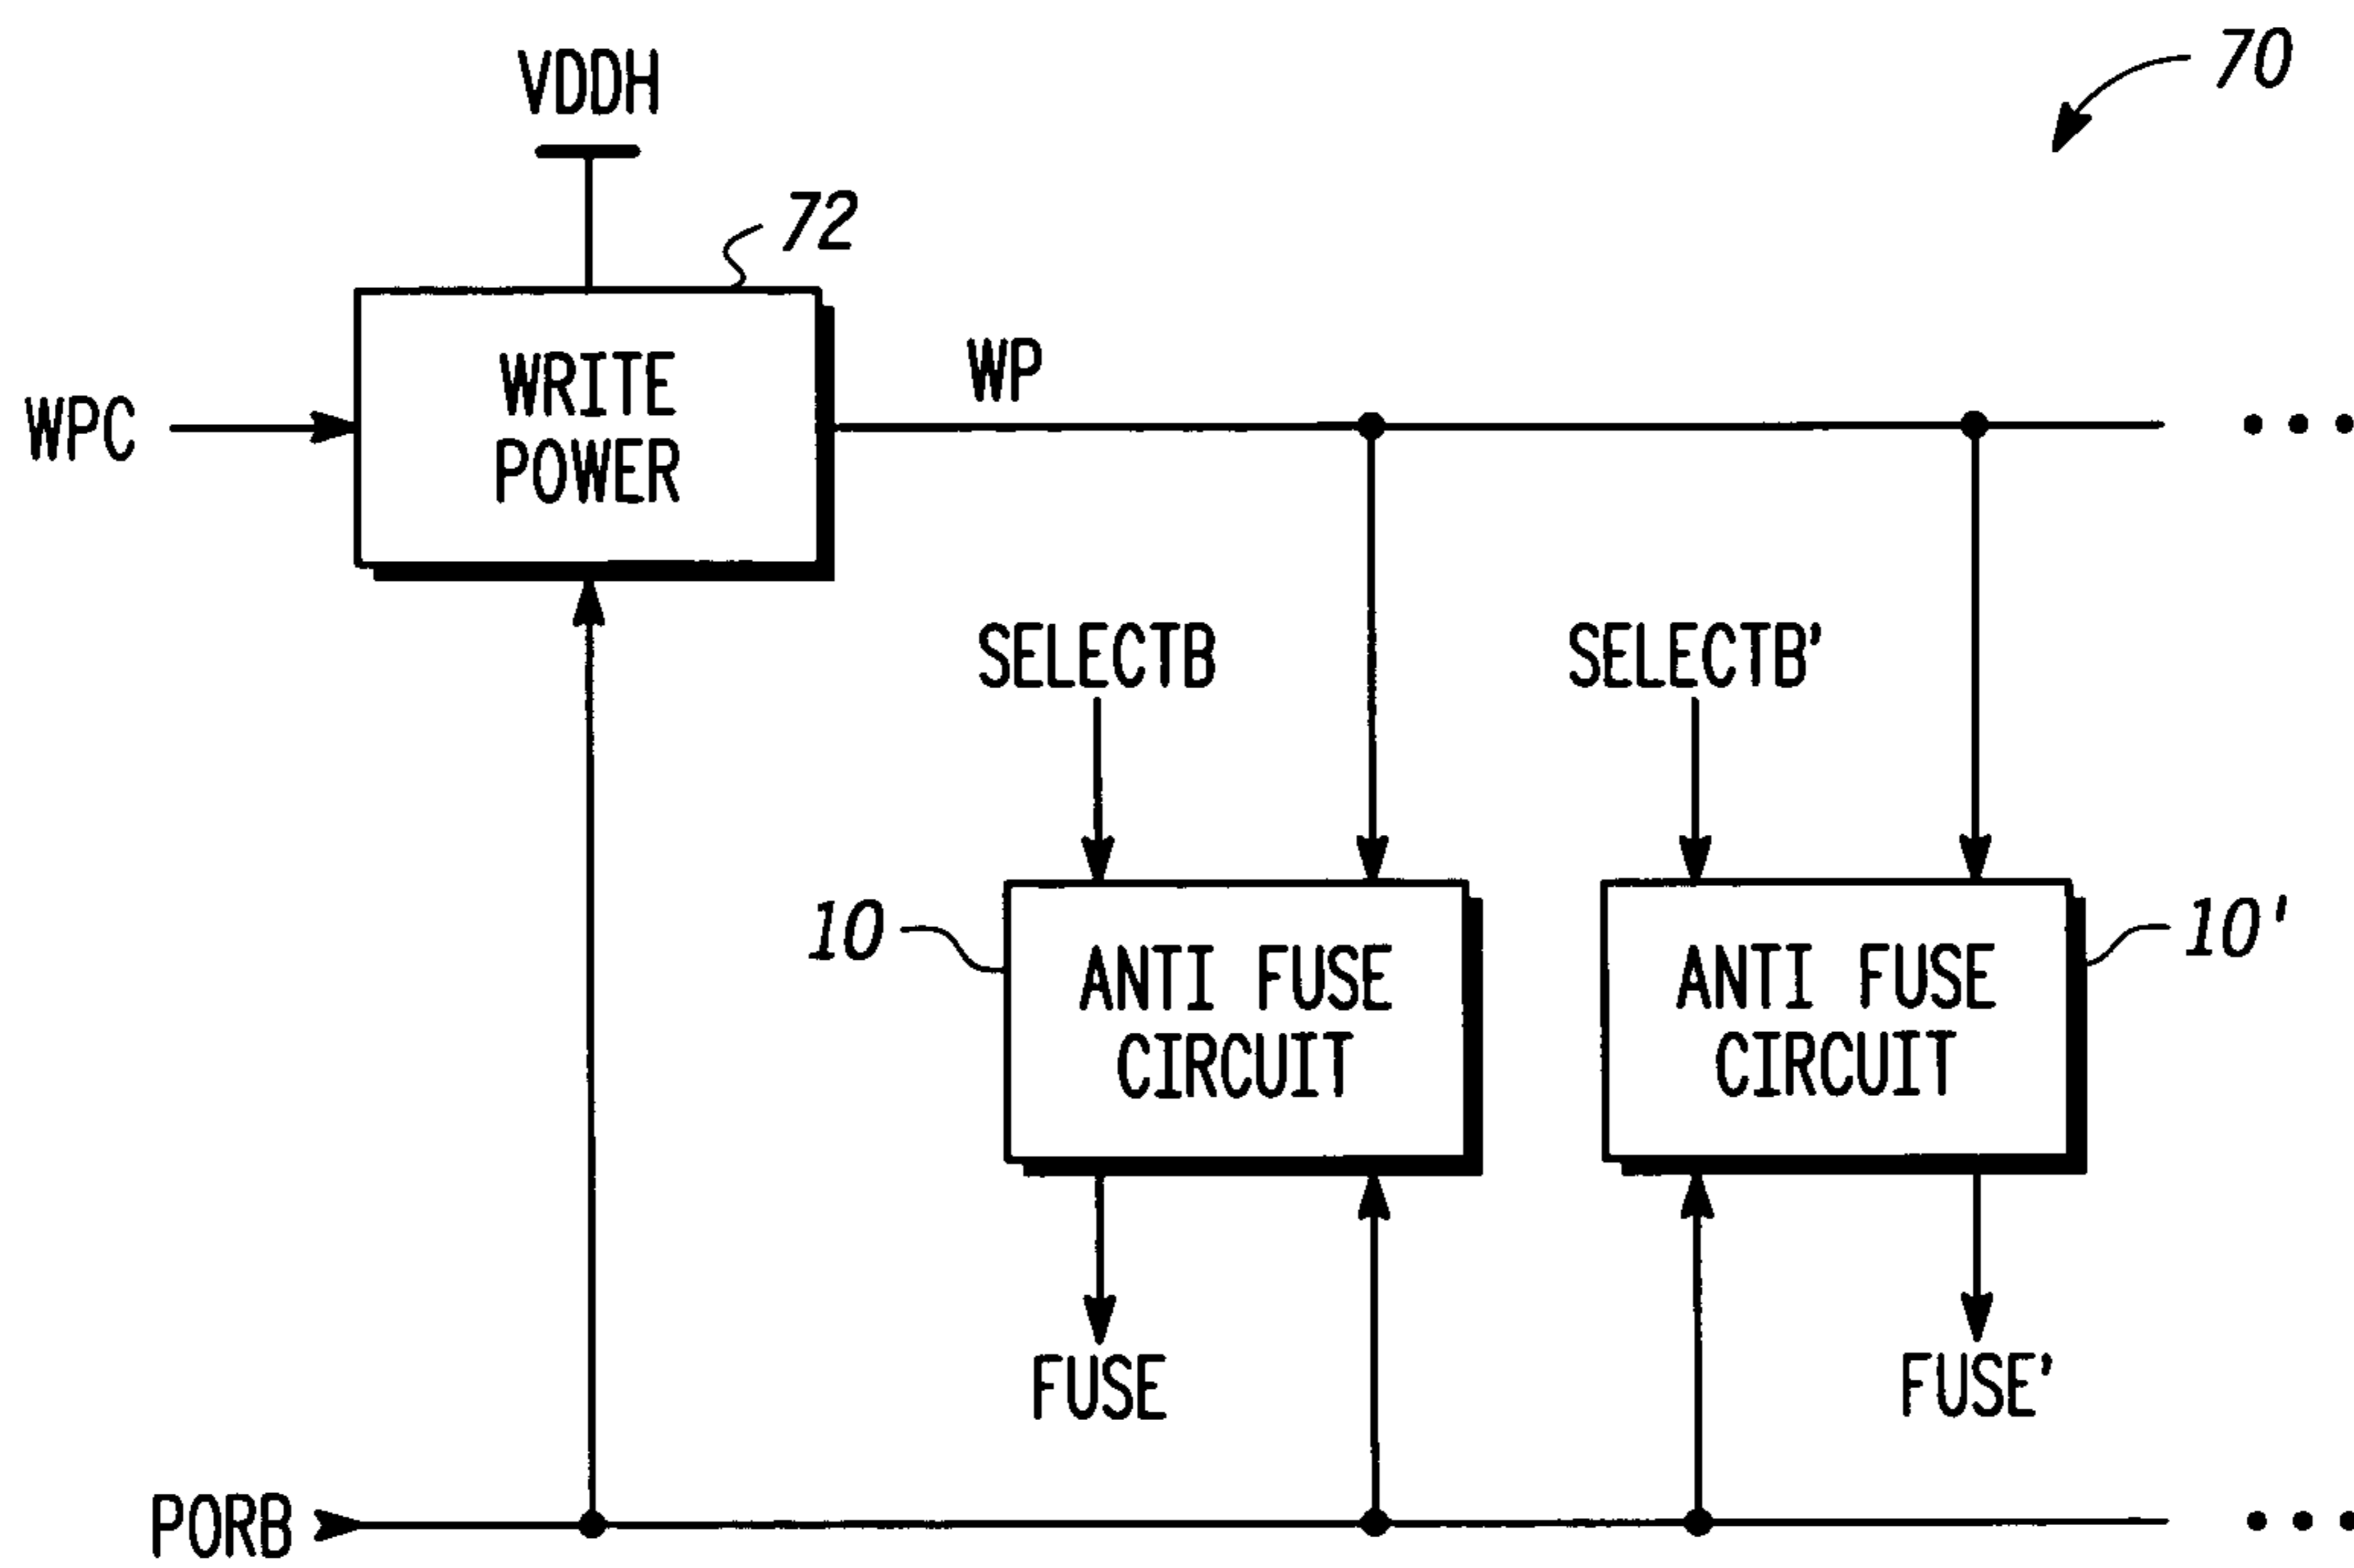 70
VDDH
72
WRITE
POWER
WPC
WP
SELECTB
SELECTB'
10
ANTI FUSE
CIRCUIT
ANTI FUSE
CIRCUIT
10'
FUSE
FUSE'
PORB